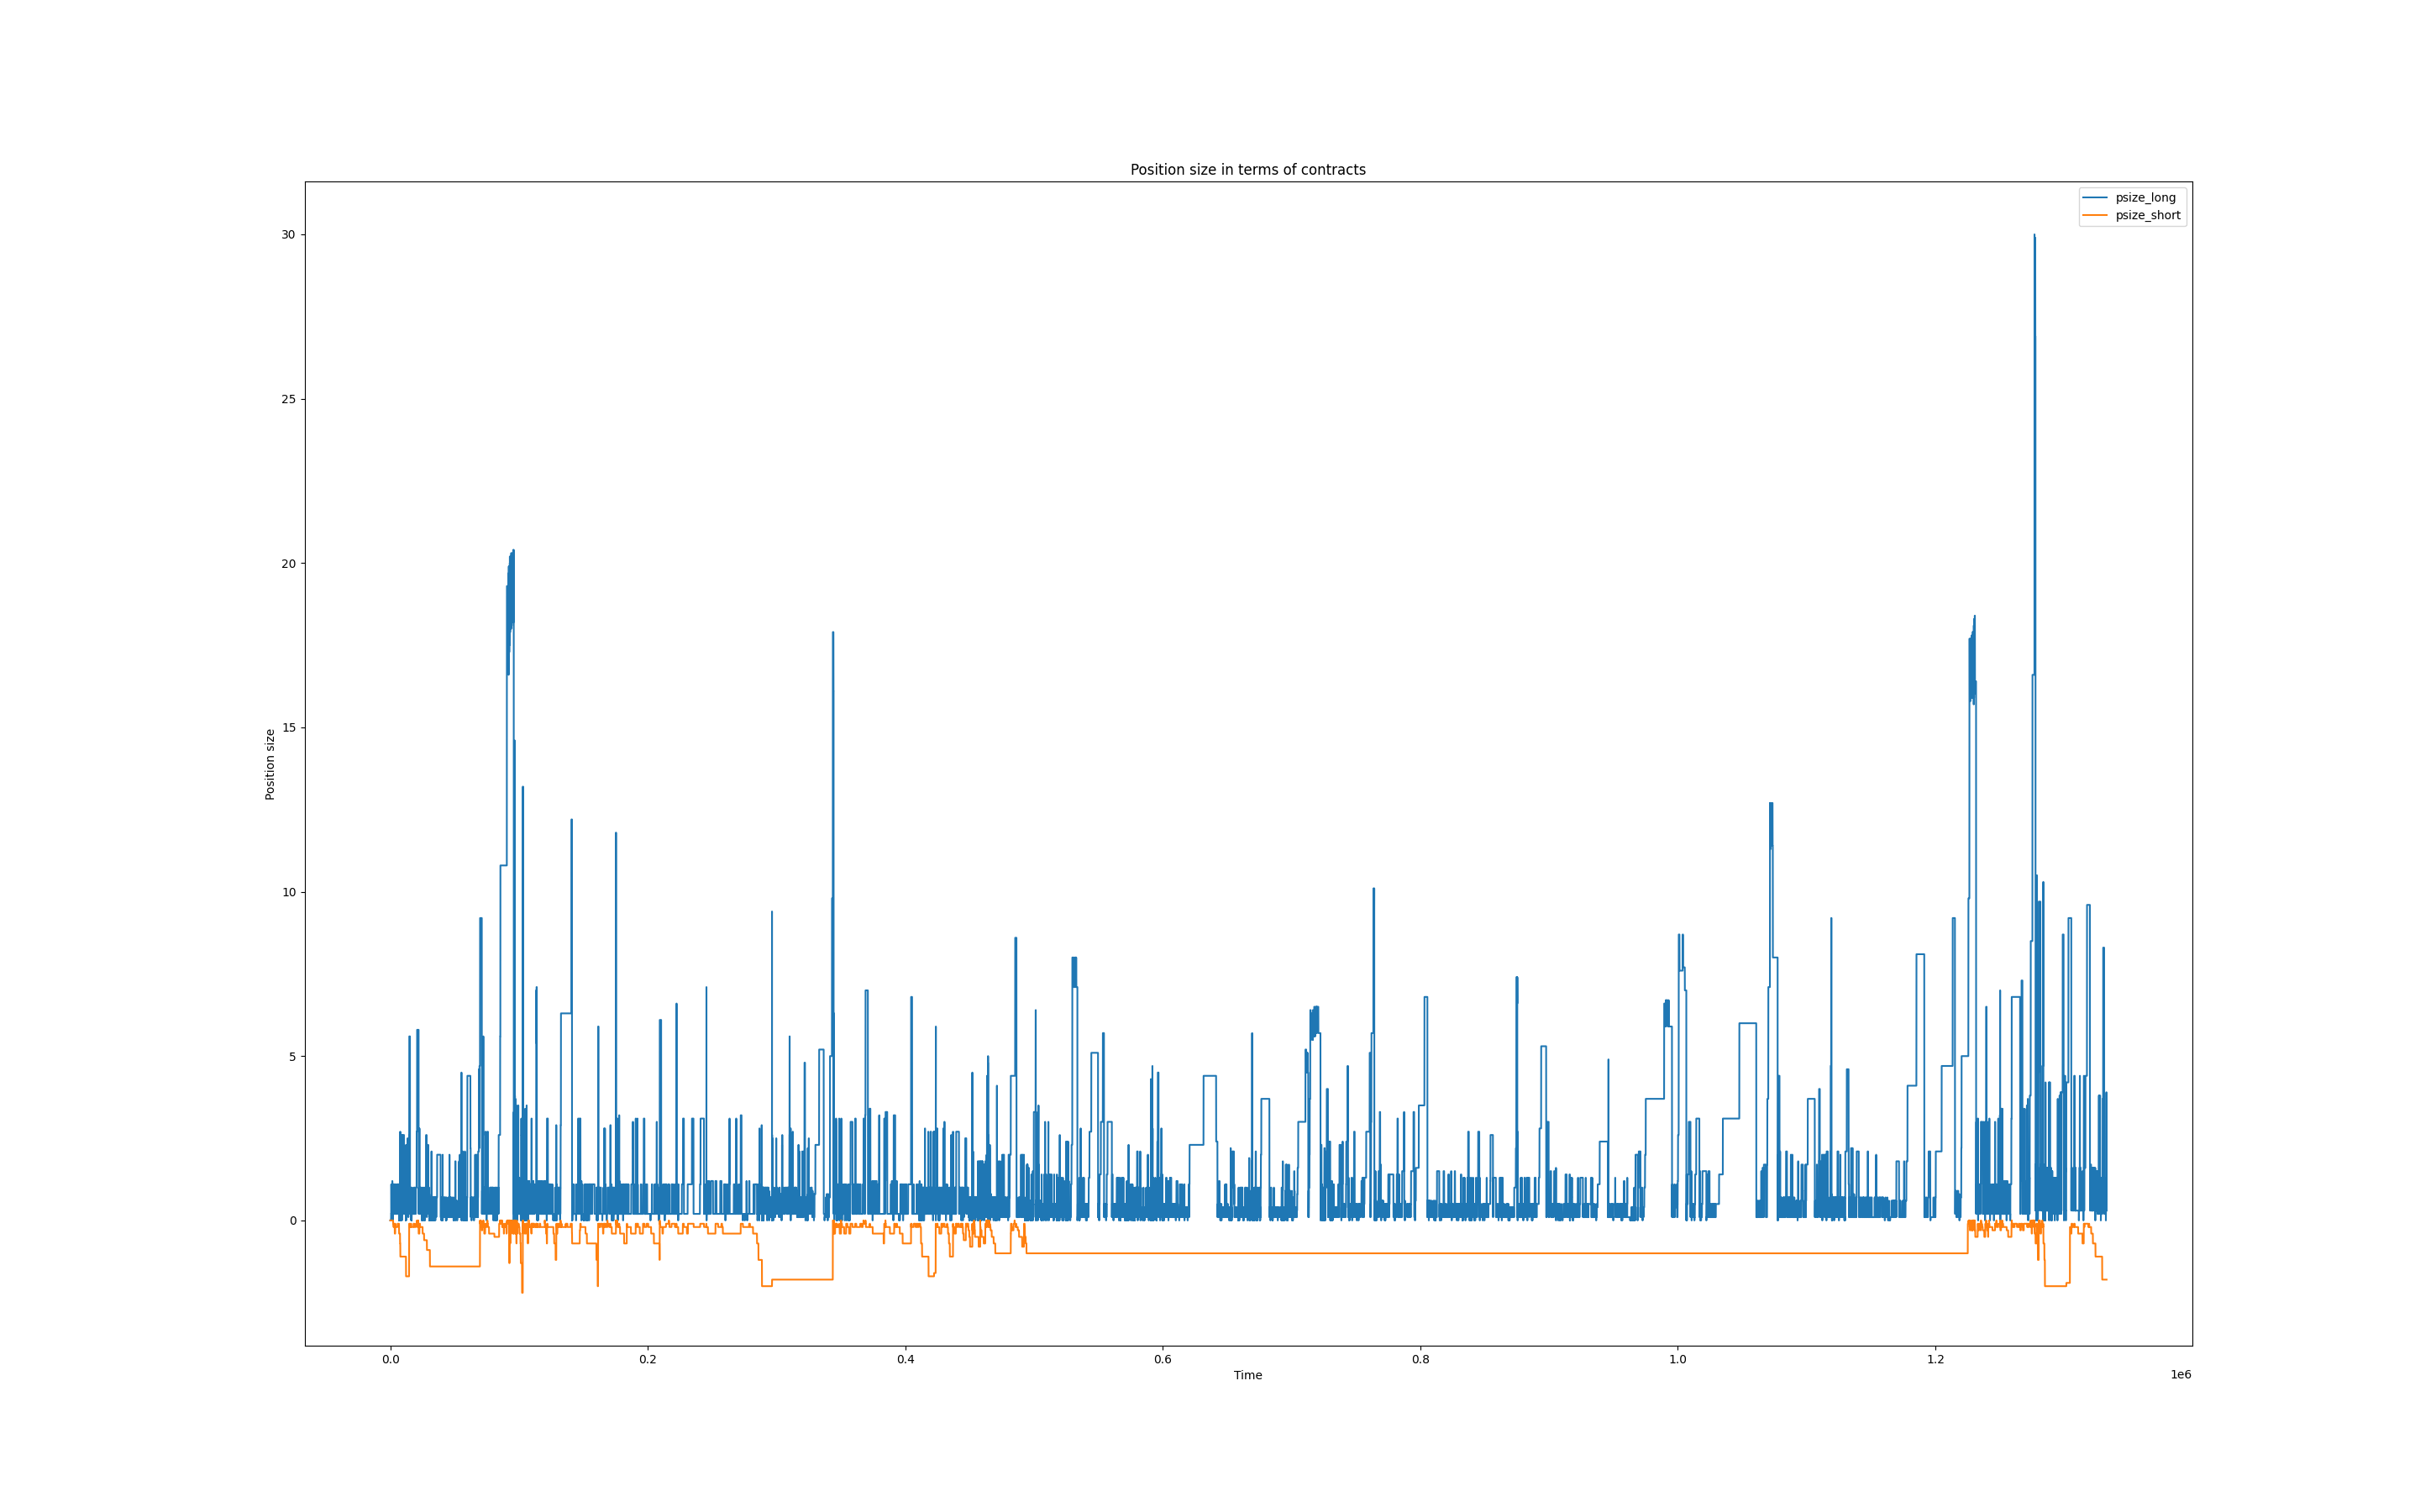 Position size in terms of contracts
psize_long
psize_short
30
25
20
15
10
5
0
Position size
0.0 0.2 0.4 0.6 0.8 1.0 1.2
Time
1e6